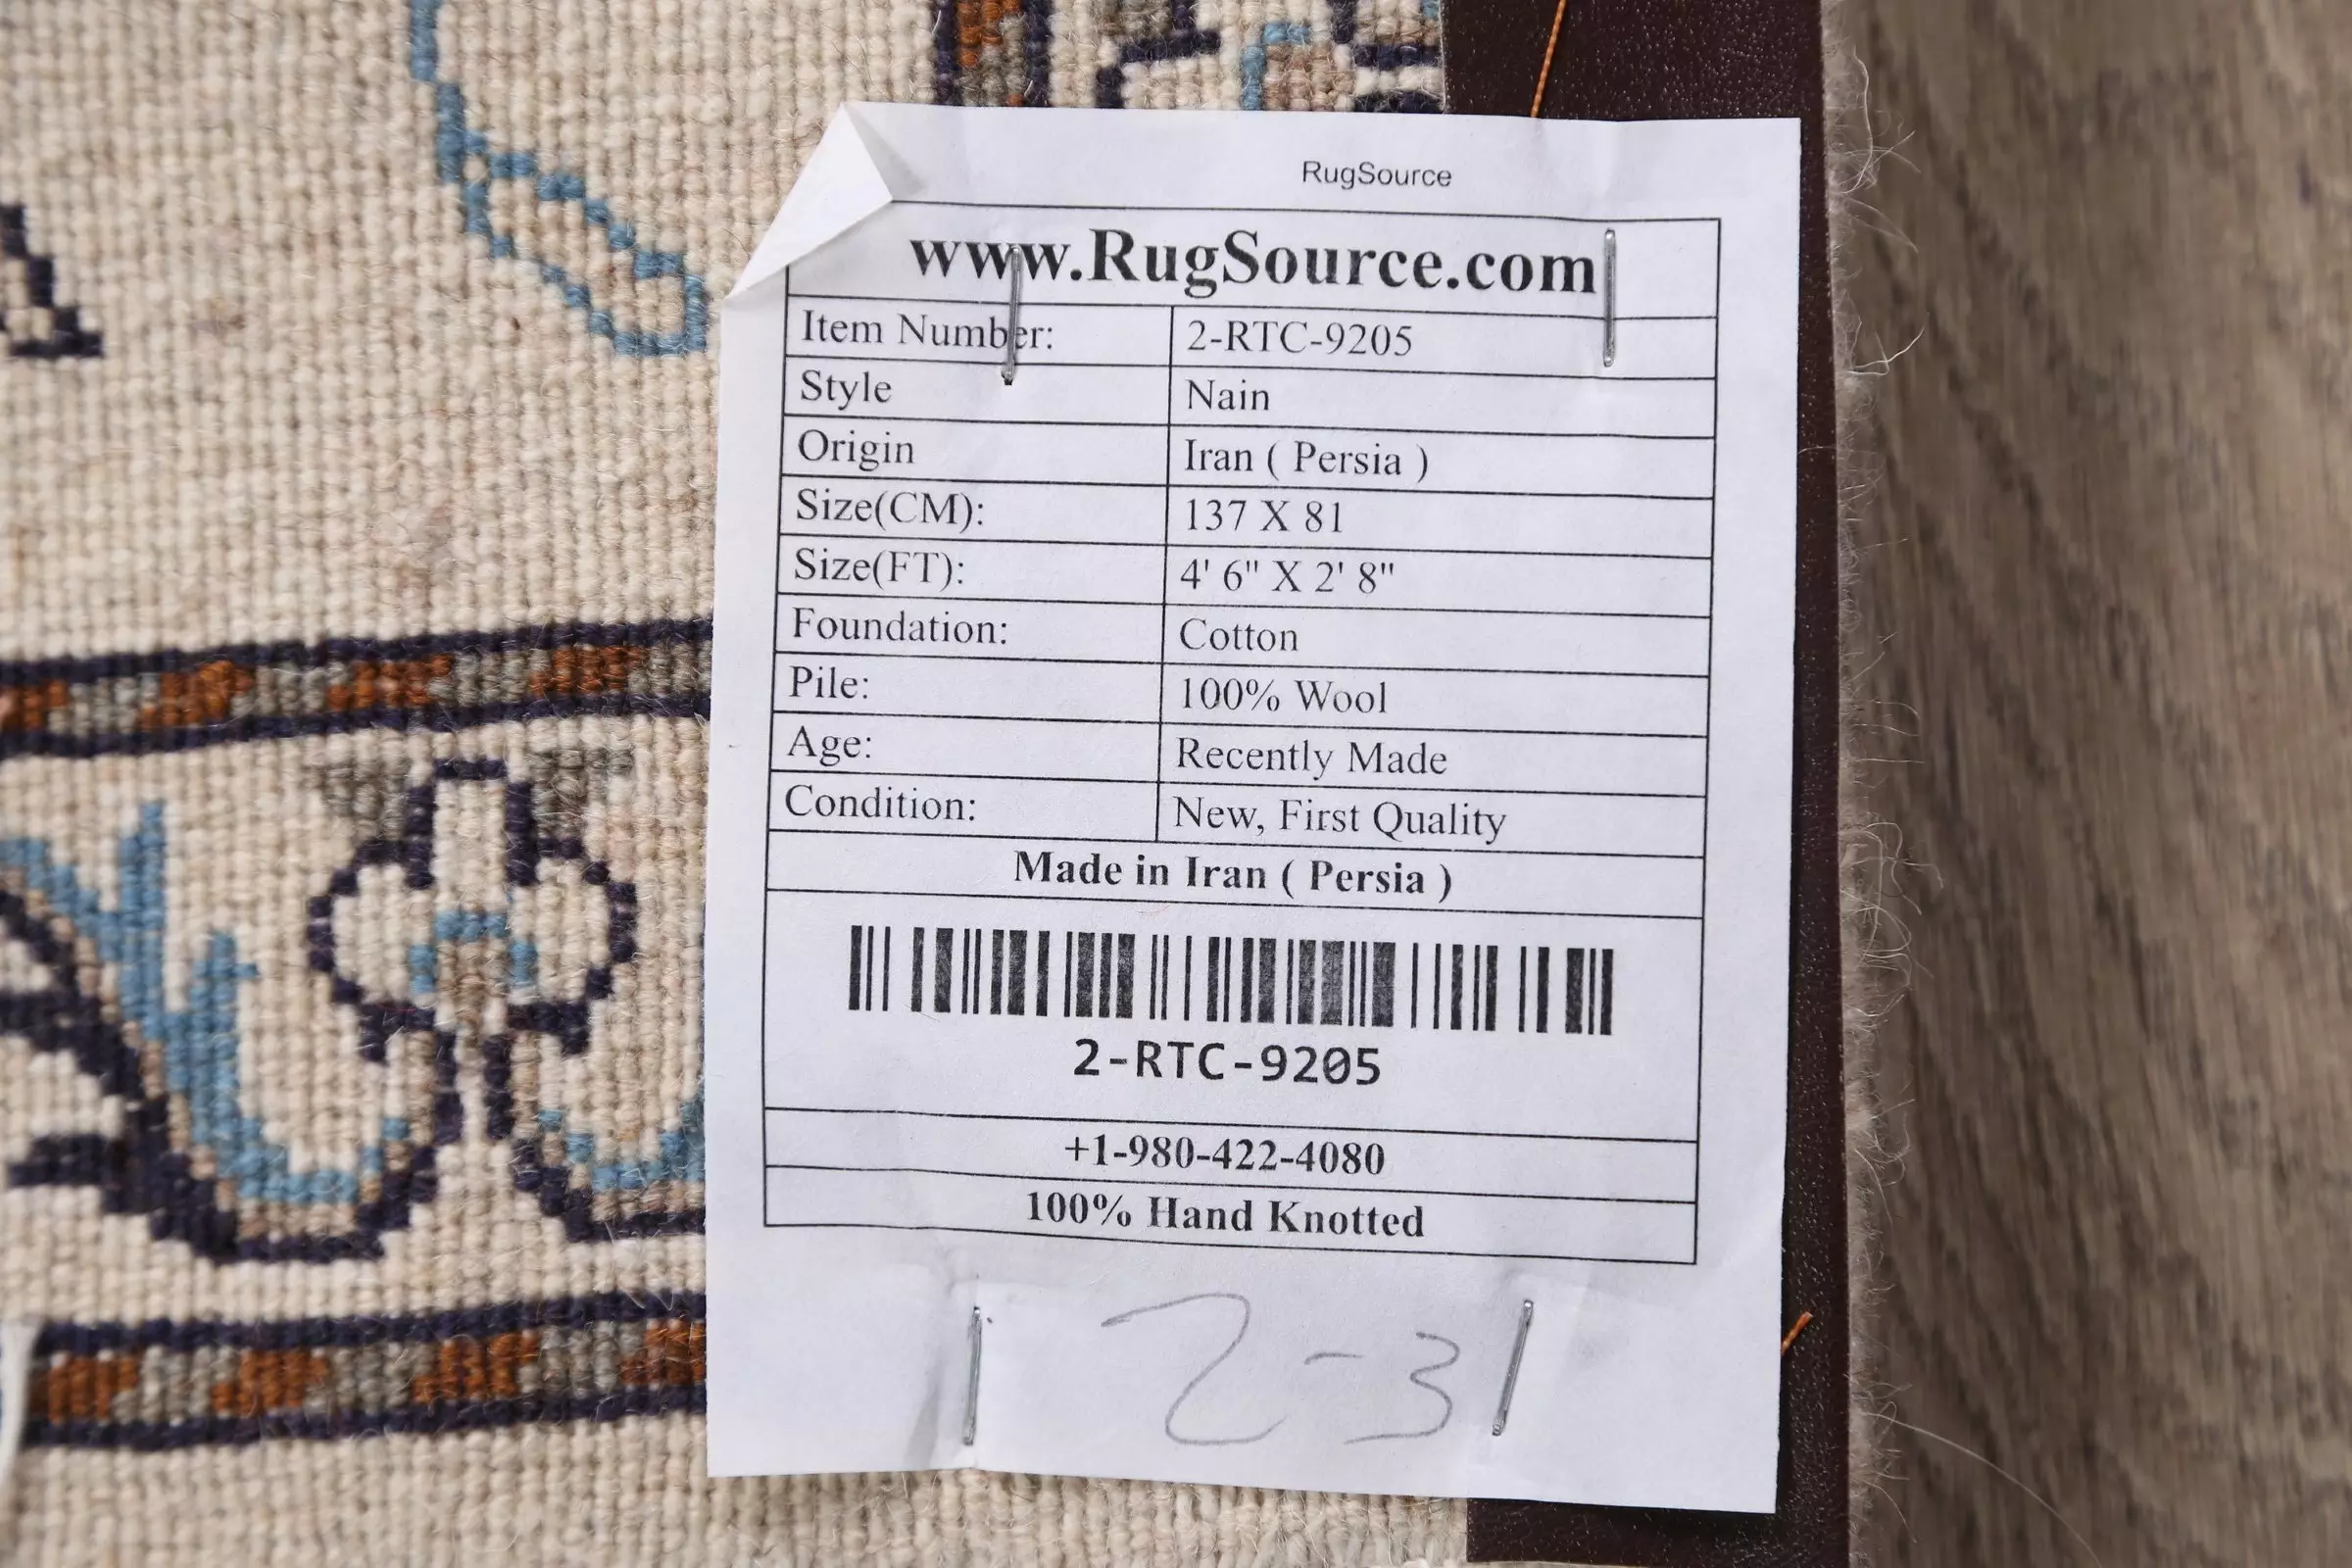 RugSource
www.RugSource.com
Item Number: 2-RTC-9205
Style Nain
Origin Iran ( Persia )
Size(CM): 137 X 81
Size(FT): 4' 6" X 2' 8"
Foundation: Cotton
Pile: 100% Wool
Age: Recently Made
Condition: New, First Quality
Made in Iran ( Persia )
2-RTC-9205
+1-980-422-4080
100% Hand Knotted
2-3